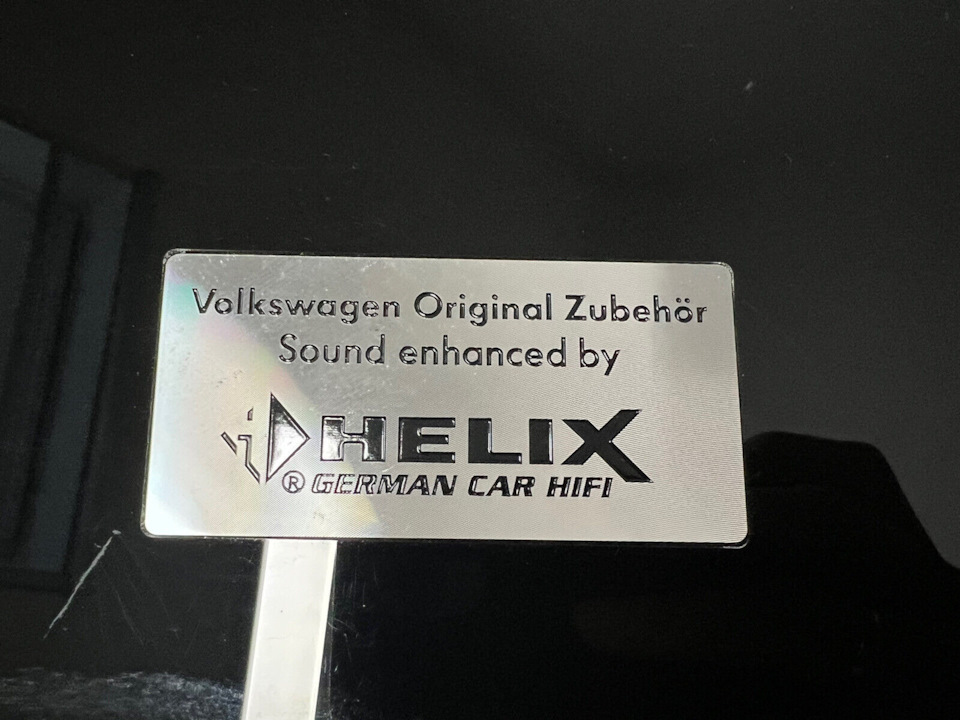 Volkswagen Original Zubehör
Sound enhanced by
HELIX
® GERMAN CAR HIFI